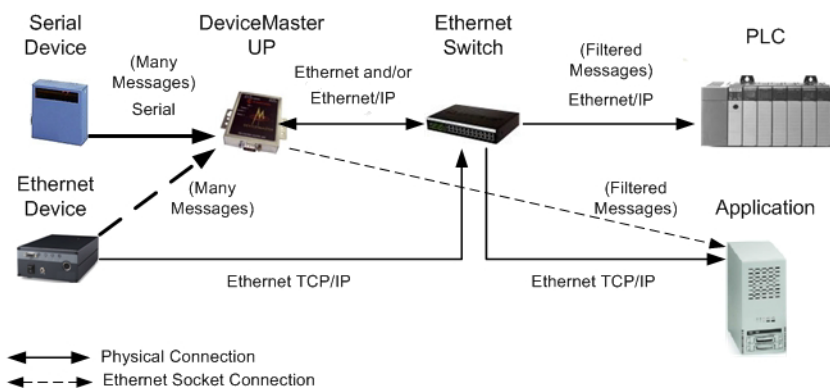 Serial
Device
DeviceMaster
UP
Ethernet
Switch
PLC
(Many
Messages)
Serial
Ethernet and/or
Ethernet/IP
(Filtered
Messages)
Ethernet/IP
Ethernet
Device
(Many
Messages)
(Filtered
Messages)
Application
Ethernet TCP/IP
Ethernet TCP/IP
Physical Connection
Ethernet Socket Connection